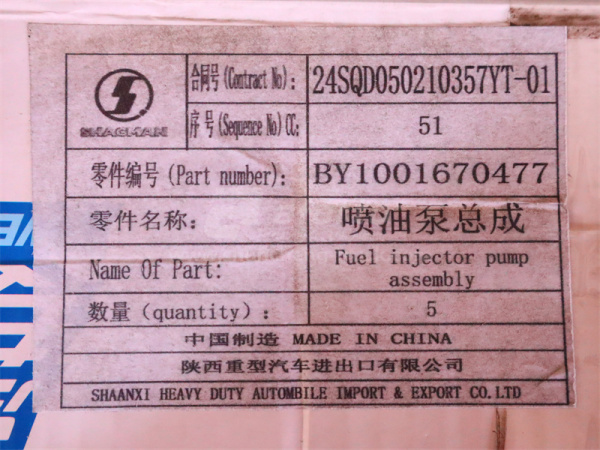 合同号(Contract No):
24SQD050210357YT-01
SHACMAN
序号(Sequence No)CC:
51
零件编号(Part number):
BY1001670477
零件名称:
喷油泵总成
Name Of Part:
Fuel injector pump
assembly
数量(quantity):
5
中国制造 MADE IN CHINA
陕西重型汽车进出口有限公司
SHAANXI HEAVY DUTY AUTOMBILE IMPORT & EXPORT CO.LTD